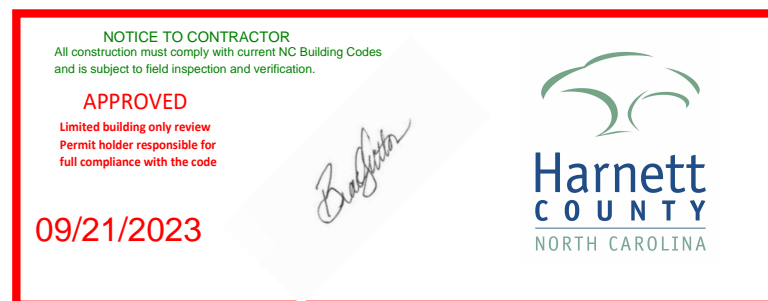 NOTICE TO CONTRACTOR
All construction must comply with current NC Building Codes
and is subject to field inspection and verification.
APPROVED
Limited building only review
Permit holder responsible for
full compliance with the code
09/21/2023
Brad Sutton
Harnett
COUNTY
NORTH CAROLINA